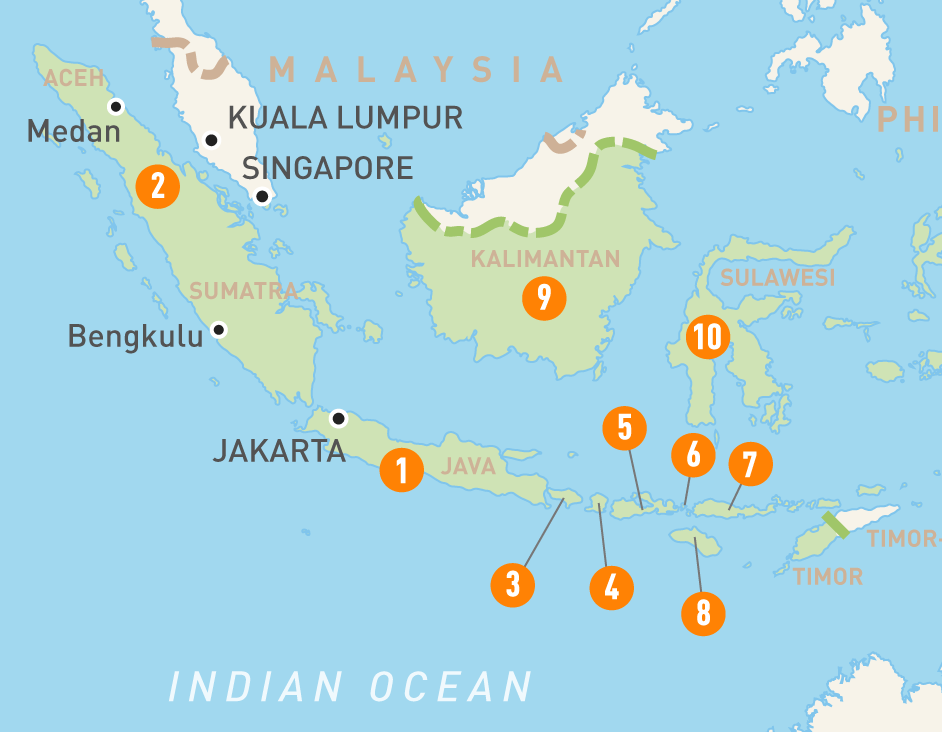 MALAYSIA
ACEH
Medan
KUALA LUMPUR
PHI
SINGAPORE
2
KALIMANTAN
SULAWESI
SUMATRA
9
Bengkulu
10
JAKARTA
1
JAVA
5
6
7
3
4
8
TIMOR-
TIMOR
INDIAN OCEAN